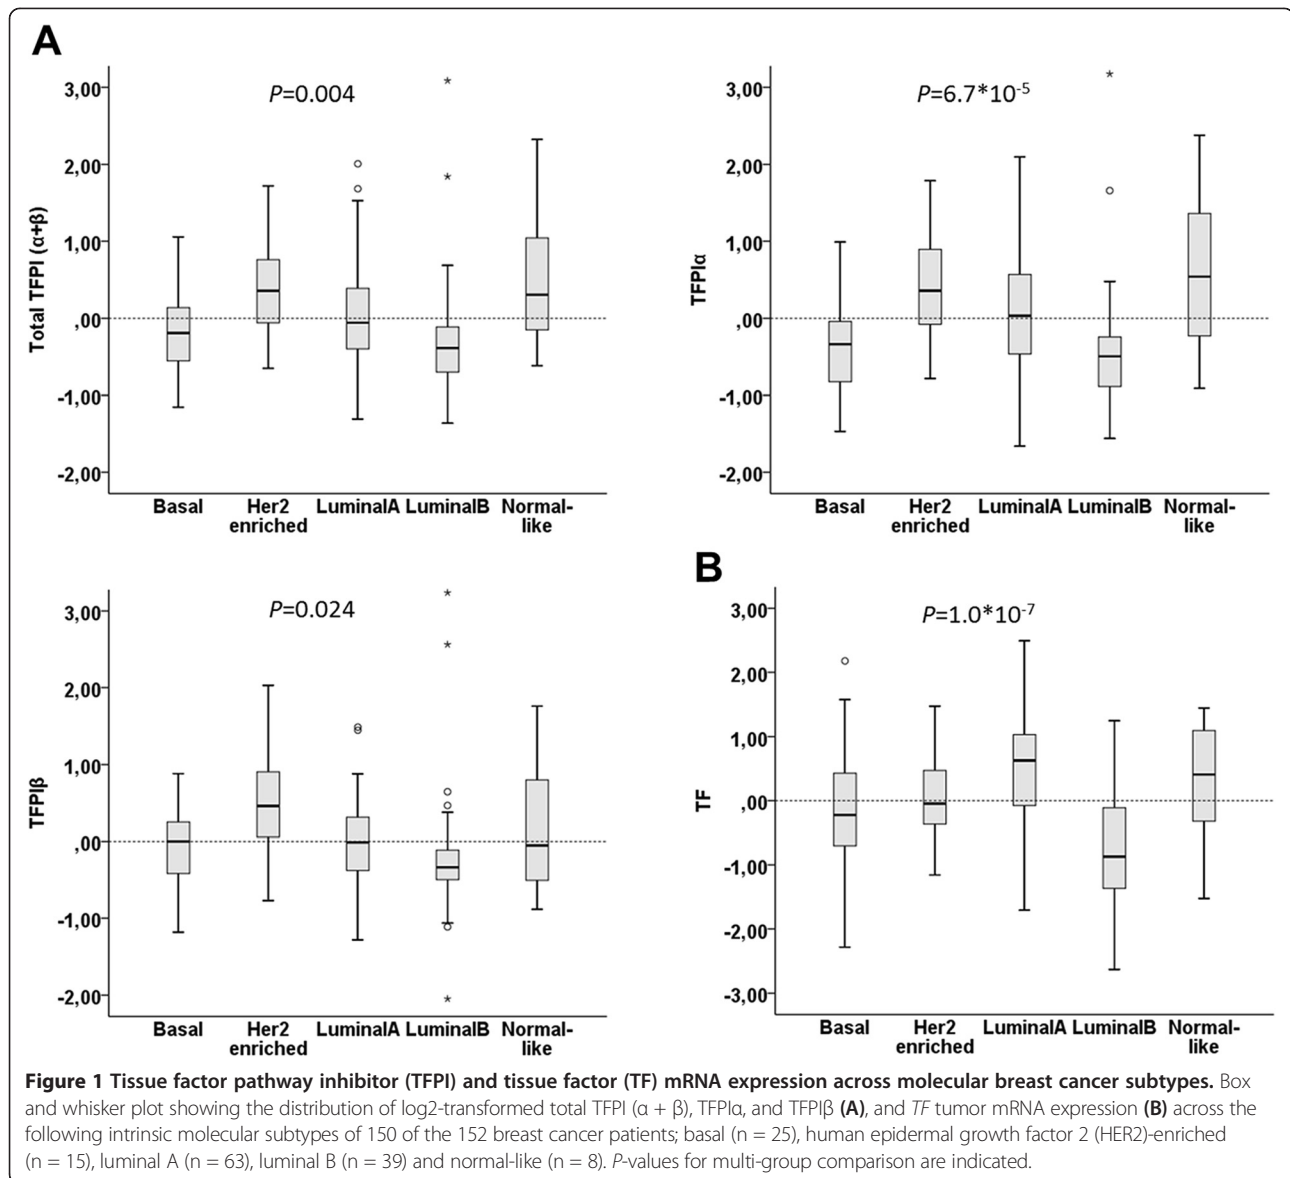 A
P=0.004
3,00
2,00
1,00
,00
-1,00
-2,00
Total TFPI (α+β)
Basal Her2 enriched LuminalA LuminalB Normal-like
P=6.7*10-5
3,00
2,00
1,00
,00
-1,00
-2,00
TFPIα
Basal Her2 enriched LuminalA LuminalB Normal-like
P=0.024
3,00
2,00
1,00
,00
-1,00
-2,00
TFPIβ
Basal Her2 enriched LuminalA LuminalB Normal-like
B
P=1.0*10-7
3,00
2,00
1,00
,00
-1,00
-2,00
-3,00
TF
Basal Her2 enriched LuminalA LuminalB Normal-like
Figure 1 Tissue factor pathway inhibitor (TFPI) and tissue factor (TF) mRNA expression across molecular breast cancer subtypes. Box
and whisker plot showing the distribution of log2-transformed total TFPI (α + β), TFPIα, and TFPIβ (A), and TF tumor mRNA expression (B) across the
following intrinsic molecular subtypes of 150 of the 152 breast cancer patients; basal (n = 25), human epidermal growth factor 2 (HER2)-enriched
(n = 15), luminal A (n = 63), luminal B (n = 39) and normal-like (n = 8). P-values for multi-group comparison are indicated.